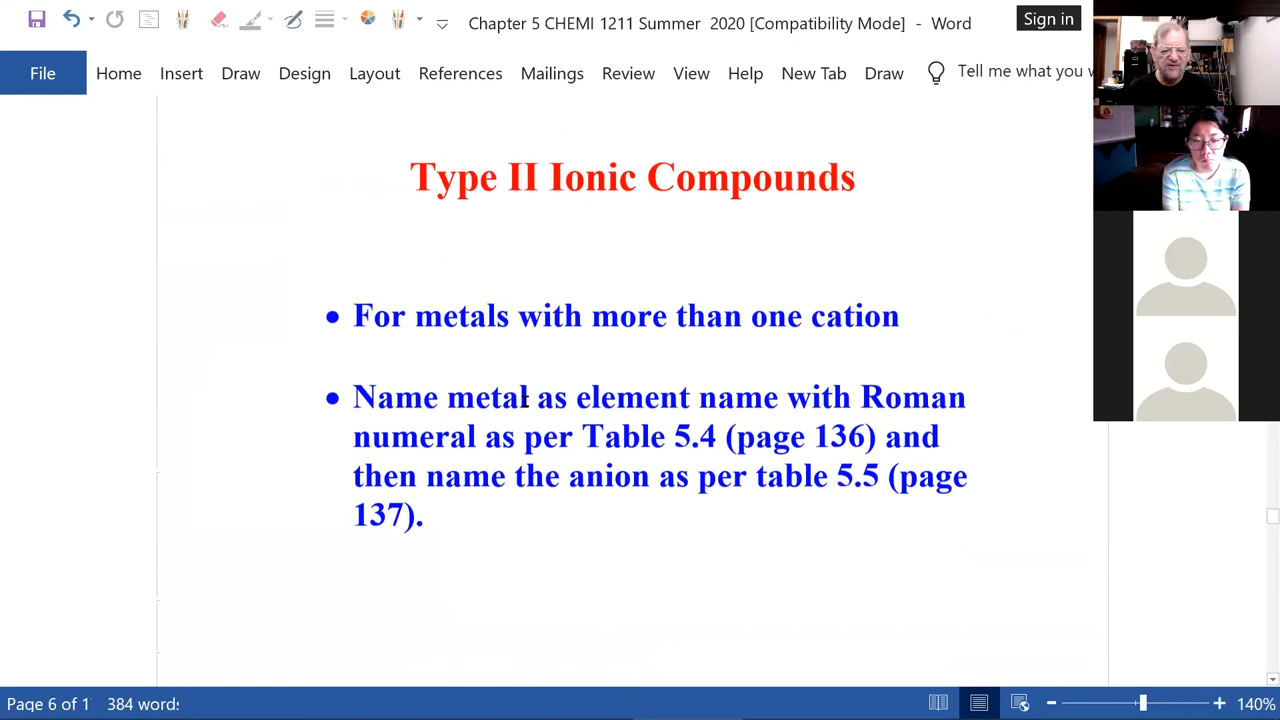 Chapter 5 CHEMI 1211 Summer 2020 [Compatibility Mode] - Word
Sign in
File Home Insert Draw Design Layout References Mailings Review View Help New Tab Draw Tell me what you
Type II Ionic Compounds
• For metals with more than one cation
• Name metal as element name with Roman
numeral as per Table 5.4 (page 136) and
then name the anion as per table 5.5 (page
137).
Page 6 of 1 384 words 140%